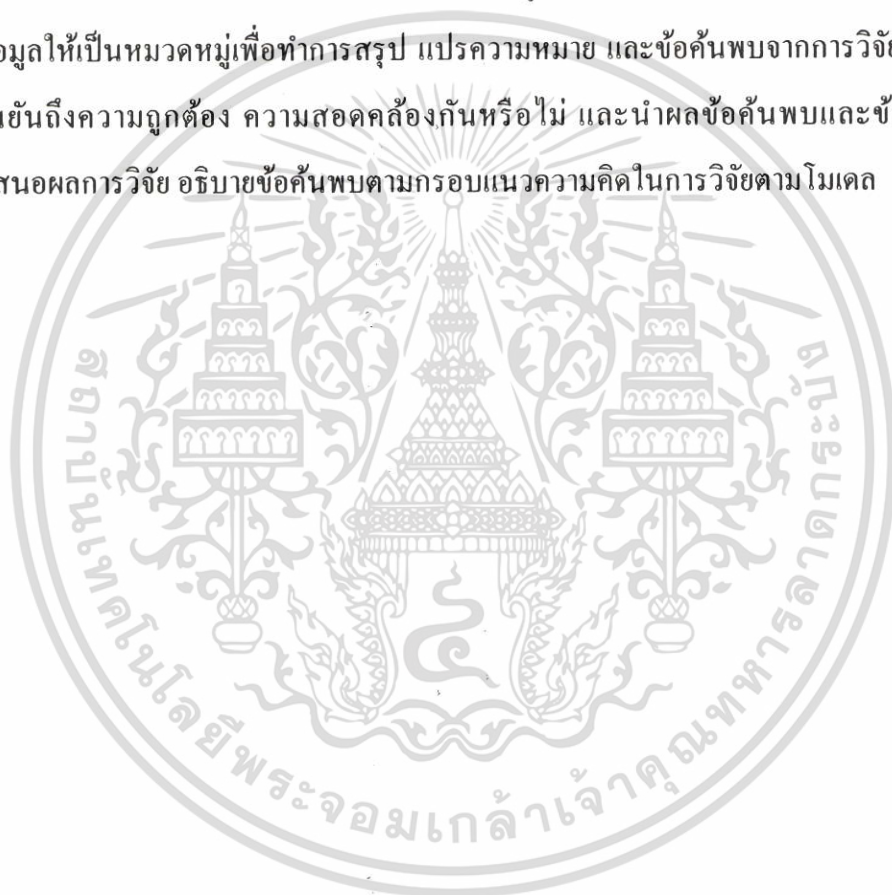 อมูลให้เป็นหมวดหมู่เพื่อทำการสรุป แปรความหมาย และข้อค้นพบจากการวิจัย
ยันถึงความถูกต้อง ความสอดคล้องกันหรือไม่ และนำผลข้อค้นพบและข้
สนอผลการวิจัย อธิบายข้อค้นพบตามกรอบแนวความคิดในการวิจัยตามโมเดล
สถาบันเทคโนโลยีพระจอมเกล้าเจ้าคุณทหารลาดกระบัง